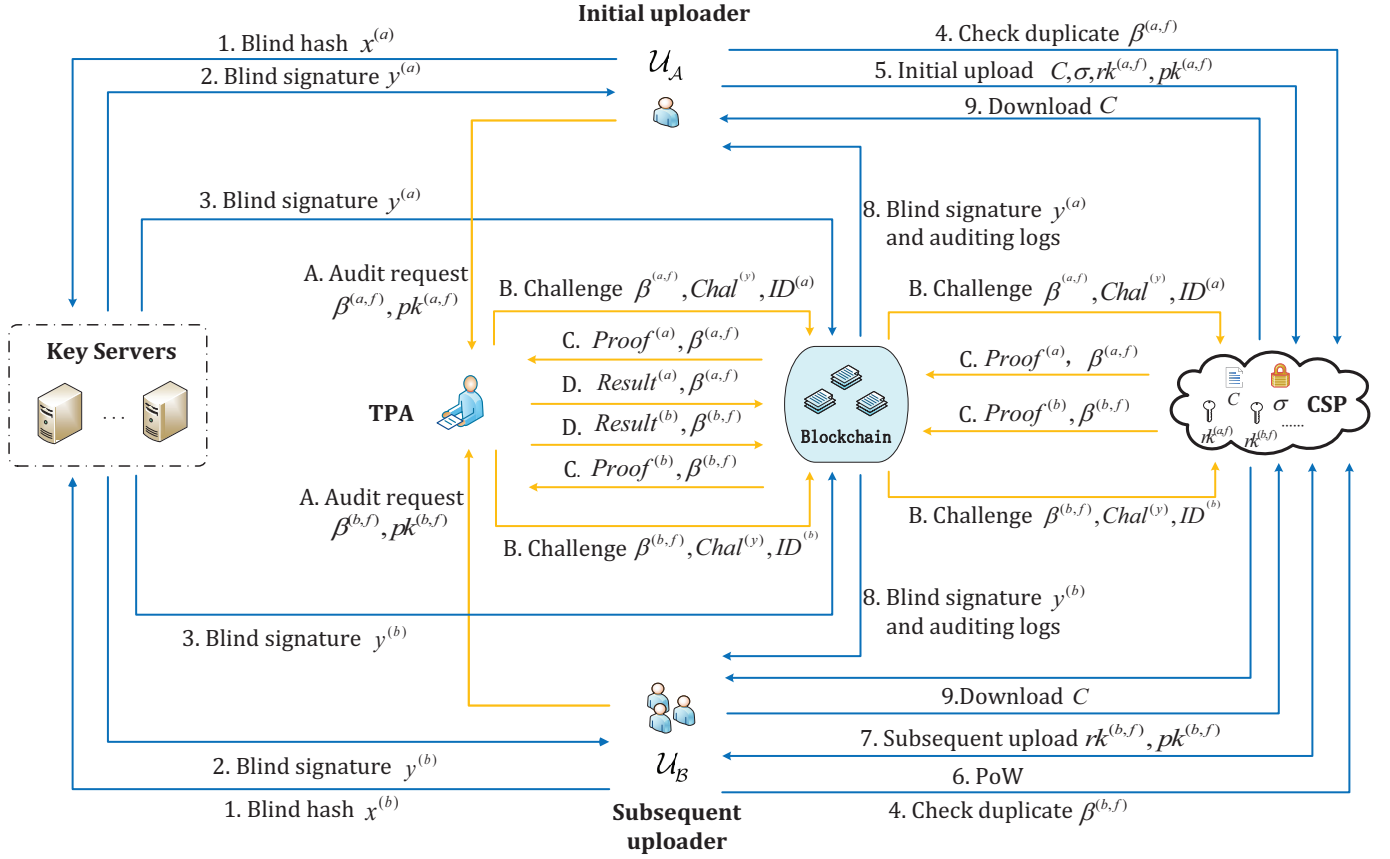 Initial uploader
1. Blind hash x^(a)
4. Check duplicate β^(a,f)
2. Blind signature y^(a)
𝒰_𝒜
5. Initial upload C,σ,rk^(a,f),pk^(a,f)
9. Download C
3. Blind signature y^(a)
8. Blind signature y^(a)
and auditing logs
A. Audit request
β^(a,f),pk^(a,f)
B. Challenge β^(a,f),Chal^(y),ID^(a)
B. Challenge β^(a,f),Chal^(y),ID^(a)
Key Servers
...
C. Proof^(a),β^(a,f)
C. Proof^(a), β^(a,f)
D. Result^(a),β^(a,f)
TPA
D. Result^(b),β^(b,f)
Blockchain
C. Proof^(b),β^(b,f)
C σ CSP
rk^(a,f) rk^(b,f) ......
C. Proof^(b),β^(b,f)
A. Audit request
β^(b,f),pk^(b,f)
B. Challenge β^(b,f),Chal^(y),ID^(b)
B. Challenge β^(b,f),Chal^(y),ID^(b)
8. Blind signature y^(b)
and auditing logs
3. Blind signature y^(b)
9.Download C
7. Subsequent upload rk^(b,f),pk^(b,f)
2. Blind signature y^(b)
𝒰_ℬ
6. PoW
1. Blind hash x^(b)
4. Check duplicate β^(b,f)
Subsequent
uploader